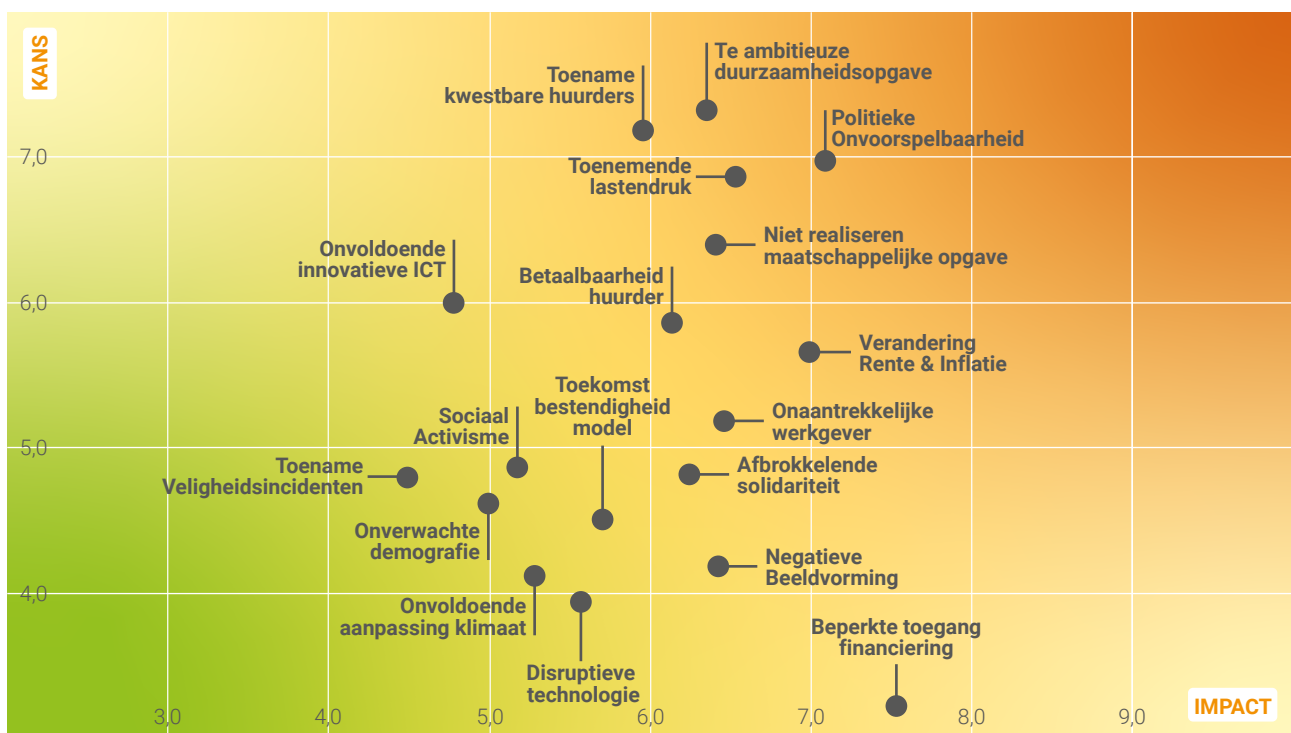 KANS
Te ambitieuze
duurzaamheidsopgave
Toename
kwestbare huurders
Politieke
Onvoorspelbaarheid
7,0
Toenemende
lastendruk
Niet realiseren
maatschappelijke opgave
Onvoldoende
innovatieve ICT
Betaalbaarheid
huurder
6,0
Verandering
Rente & Inflatie
Toekomst
bestendigheid
model
Sociaal
Activisme
Onaantrekkelijke
werkgever
5,0
Toename
Veligheidsincidenten
Afbrokkelende
solidariteit
Onverwachte
demografie
Negatieve
Beeldvorming
4,0
Onvoldoende
aanpassing klimaat
Beperkte toegang
financiering
Disruptieve
technologie
3,0
4,0
5,0
6,0
7,0
8,0
9,0
IMPACT